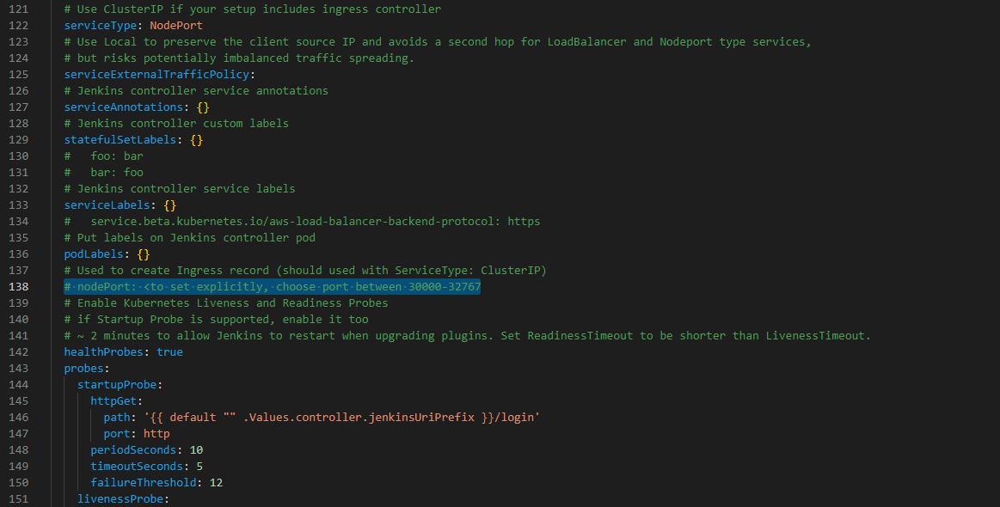 121 # Use ClusterIP if your setup includes ingress controller
122 serviceType: NodePort
123 # Use Local to preserve the client source IP and avoids a second hop for LoadBalancer and Nodeport type services,
124 # but risks potentially imbalanced traffic spreading.
125 serviceExternalTrafficPolicy:
126 # Jenkins controller service annotations
127 serviceAnnotations: {}
128 # Jenkins controller custom labels
129 statefulSetLabels: {}
130 #   foo: bar
131 #   bar: foo
132 # Jenkins controller service labels
133 serviceLabels: {}
134 #   service.beta.kubernetes.io/aws-load-balancer-backend-protocol: https
135 # Put labels on Jenkins controller pod
136 podLabels: {}
137 # Used to create Ingress record (should used with ServiceType: ClusterIP)
138 # nodePort: <to set explicitly, choose port between 30000-32767
139 # Enable Kubernetes Liveness and Readiness Probes
140 # if Startup Probe is supported, enable it too
141 # ~ 2 minutes to allow Jenkins to restart when upgrading plugins. Set ReadinessTimeout to be shorter than LivenessTimeout.
142 healthProbes: true
143 probes:
144   startupProbe:
145     httpGet:
146       path: '{{ default "" .Values.controller.jenkinsUriPrefix }}/login'
147       port: http
148     periodSeconds: 10
149     timeoutSeconds: 5
150     failureThreshold: 12
151   livenessProbe: